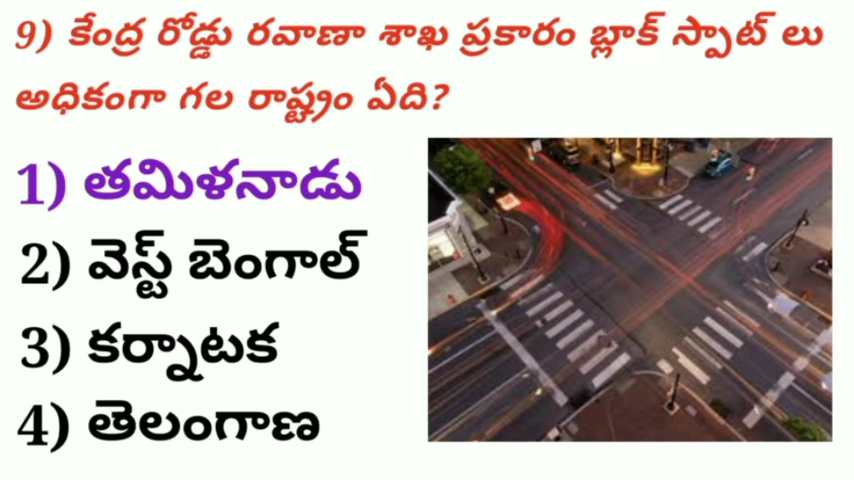 9) కేంద్ర రోడ్డు రవాణా శాఖ ప్రకారం బ్లాక్ స్పాట్ లు
అధికంగా గల రాష్ట్రం ఏది?
1) తమిళనాడు
2) వెస్ట్ బెంగాల్
3) కర్నాటక
4) తెలంగాణ